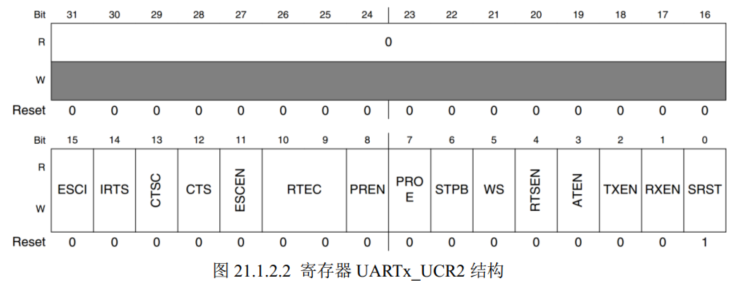 Bit 31 30 29 28 27 26 25 24 23 22 21 20 19 18 17 16
R 0
W
Reset 0 0 0 0 0 0 0 0 0 0 0 0 0 0 0 0
Bit 15 14 13 12 11 10 9 8 7 6 5 4 3 2 1 0
R
ESCI IRTS CTSC CTS ESCEN RTEC PREN PROE STPB WS RTSEN ATEN TXEN RXEN SRST
W
Reset 0 0 0 0 0 0 0 0 0 0 0 0 0 0 0 1
图 21.1.2.2 寄存器 UARTx_UCR2 结构